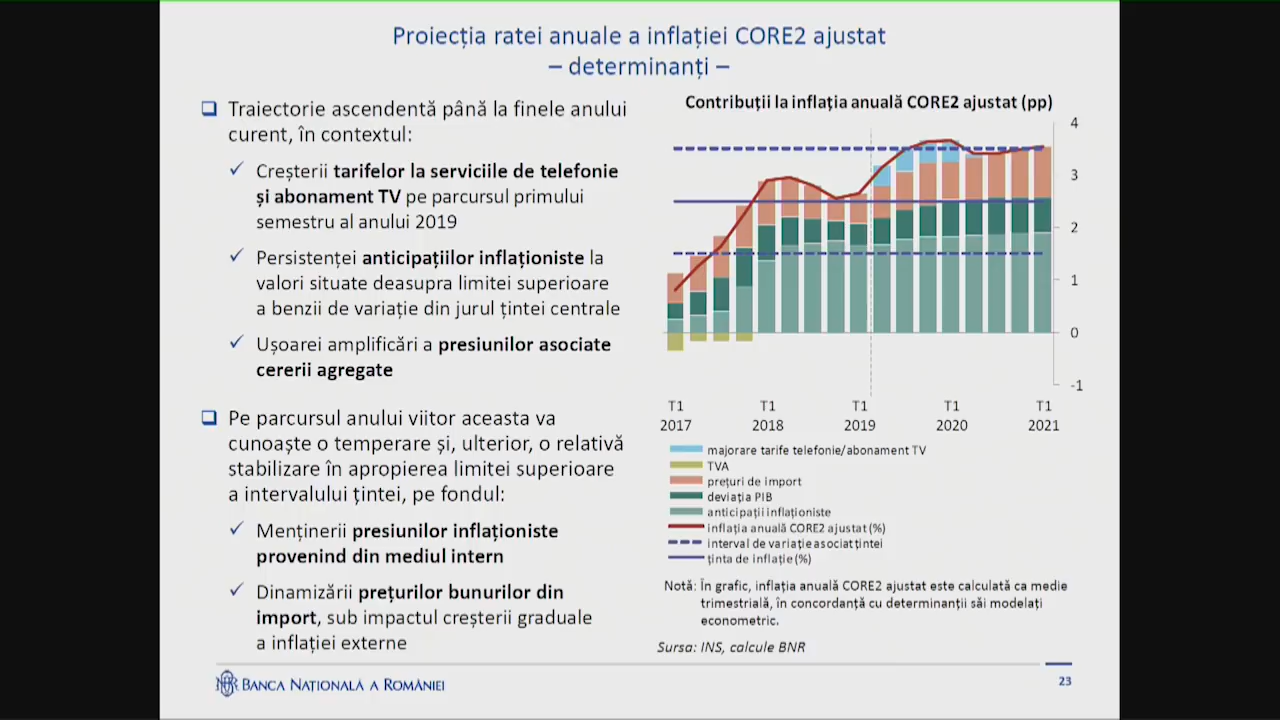 Proiecția ratei anuale a inflației CORE2 ajustat
– determinanți –
Traiectorie ascendentă până la finele anului
curent, în contextul:
Creșterii tarifelor la serviciile de telefonie
și abonament TV pe parcursul primului
semestru al anului 2019
Persistenței anticipațiilor inflaționiste la
valori situate deasupra limitei superioare
a benzii de variație din jurul țintei centrale
Ușoarei amplificări a presiunilor asociate
cererii agregate
Pe parcursul anului viitor aceasta va
cunoaște o temperare și, ulterior, o relativă
stabilizare în apropierea limitei superioare
a intervalului țintei, pe fondul:
Menținerii presiunilor inflaționiste
provenind din mediul intern
Dinamizării prețurilor bunurilor din
import, sub impactul creșterii graduale
a inflației externe
Contribuții la inflația anuală CORE2 ajustat (pp)
4
3
2
1
0
-1
T1 T1 T1 T1 T1
2017 2018 2019 2020 2021
majorare tarife telefonie/abonament TV
TVA
prețuri de import
deviația PIB
anticipații inflaționiste
inflația anuală CORE2 ajustat (%)
interval de variație asociat țintei
ținta de inflație (%)
Notă: În grafic, inflația anuală CORE2 ajustat este calculată ca medie
trimestrială, în concordanță cu determinanții săi modelați
econometric.
Sursa: INS, calcule BNR
BANCA NAȚIONALĂ A ROMÂNIEI
23